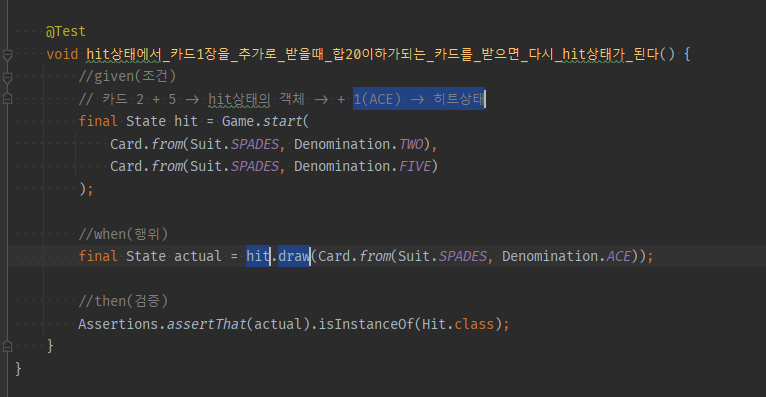 @Test
void hit상태에서_카드1장을_추가로_받을때_합20이하가되는_카드를_받으면_다시_hit상태가_된다() {
//given(조건)
// 카드 2 + 5 → hit상태의 객체 → + 1(ACE) → 히트상태
final State hit = Game.start(
Card.from(Suit.SPADES, Denomination.TWO),
Card.from(Suit.SPADES, Denomination.FIVE)
);
//when(행위)
final State actual = hit.draw(Card.from(Suit.SPADES, Denomination.ACE));
//then(검증)
Assertions.assertThat(actual).isInstanceOf(Hit.class);
}
}